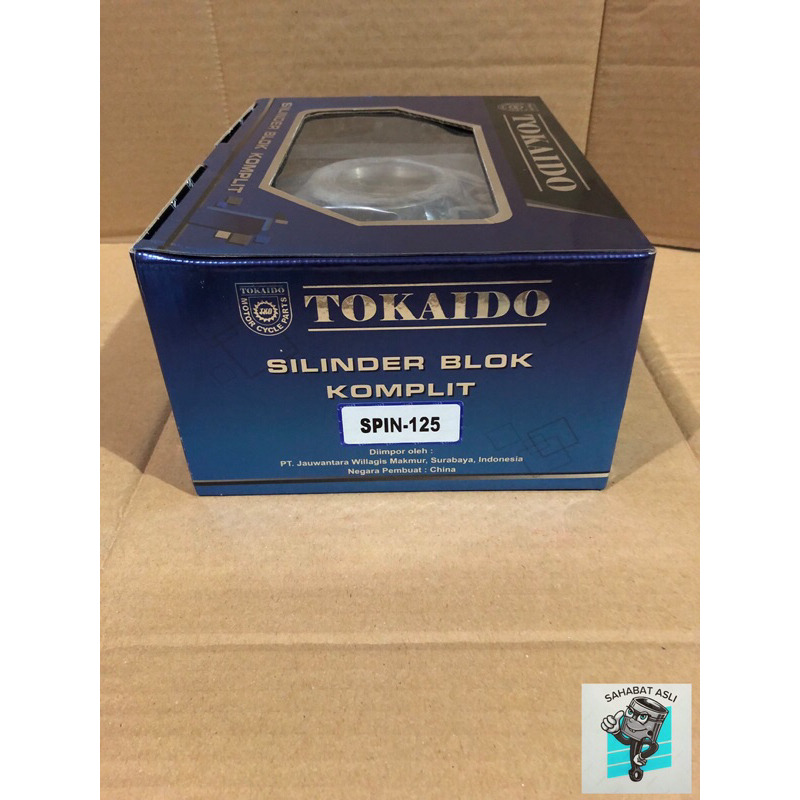 TOKAIDO
SILINDER BLOK KOMPLIT
TOKAIDO
MOTOR CYCLE PARTS
TKD
TOKAIDO
SILINDER BLOK
KOMPLIT
SPIN-125
Diimpor oleh :
PT. Jauwantara Willagis Makmur, Surabaya, Indonesia
Negara Pembuat : China
SAHABAT ASLI